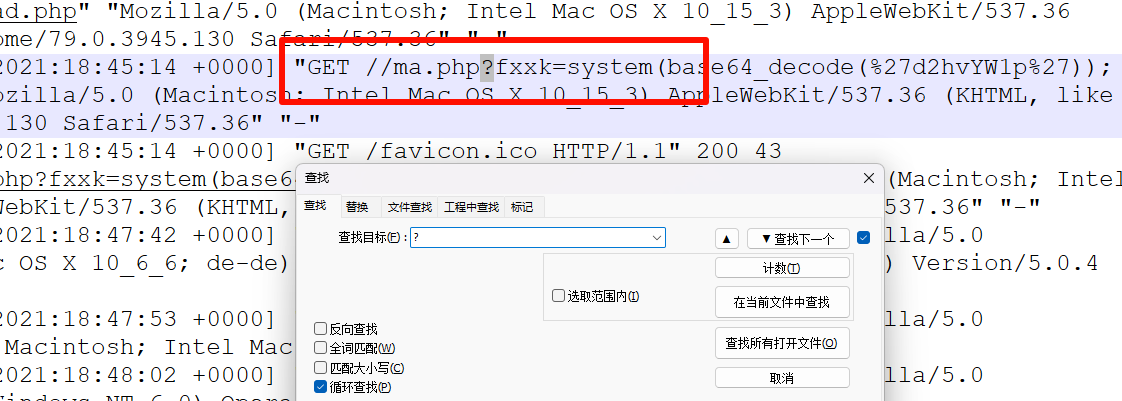 ad.php" "Mozilla/5.0 (Macintosh; Intel Mac OS X 10_15_3) AppleWebKit/537.36
ome/79.0.3945.130 Safari/537.36" "-"
2021:18:45:14 +0000] "GET //ma.php?fxxk=system(base64_decode(%27d2hvYW1p%27));
ozilla/5.0 (Macintosh; Intel Mac OS X 10_15_3) AppleWebKit/537.36 (KHTML, like
130 Safari/537.36" "-"
2021:18:45:14 +0000] "GET /favicon.ico HTTP/1.1" 200 43
php?fxxk=system(base6 (Macintosh; Intel
WebKit/537.36 (KHTML, 537.36" "-"
2021:18:47:42 +0000] lla/5.0
c OS X 10_6_6; de-de) ) Version/5.0.4
2021:18:47:53 +0000] lla/5.0
Macintosh; Intel Mac
2021:18:48:02 +0000] lla/5.0
Windows NT 6.0) Opera
查找
查找 替换 文件查找 工程中查找 标记
查找目标(F) : ? ▲ ▼查找下一个
计数(T)
选取范围内(I)
在当前文件中查找
反向查找
全词匹配(W)
查找所有打开文件(O)
匹配大小写(C)
循环查找(P)
取消